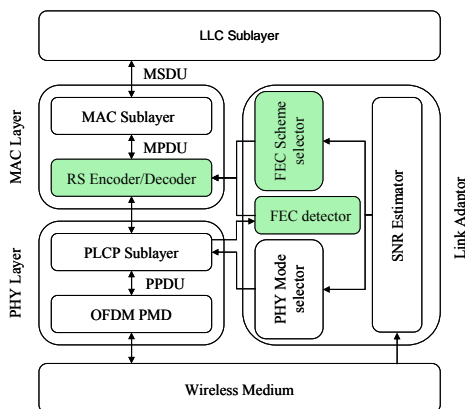 LLC Sublayer
MSDU
MAC Layer
MAC Sublayer
MPDU
RS Encoder/Decoder
FEC Scheme
selector
FEC detector
SNR Estimator
Link Adaptor
PHY Layer
PLCP Sublayer
PPDU
OFDM PMD
PHY Mode
selector
Wireless Medium